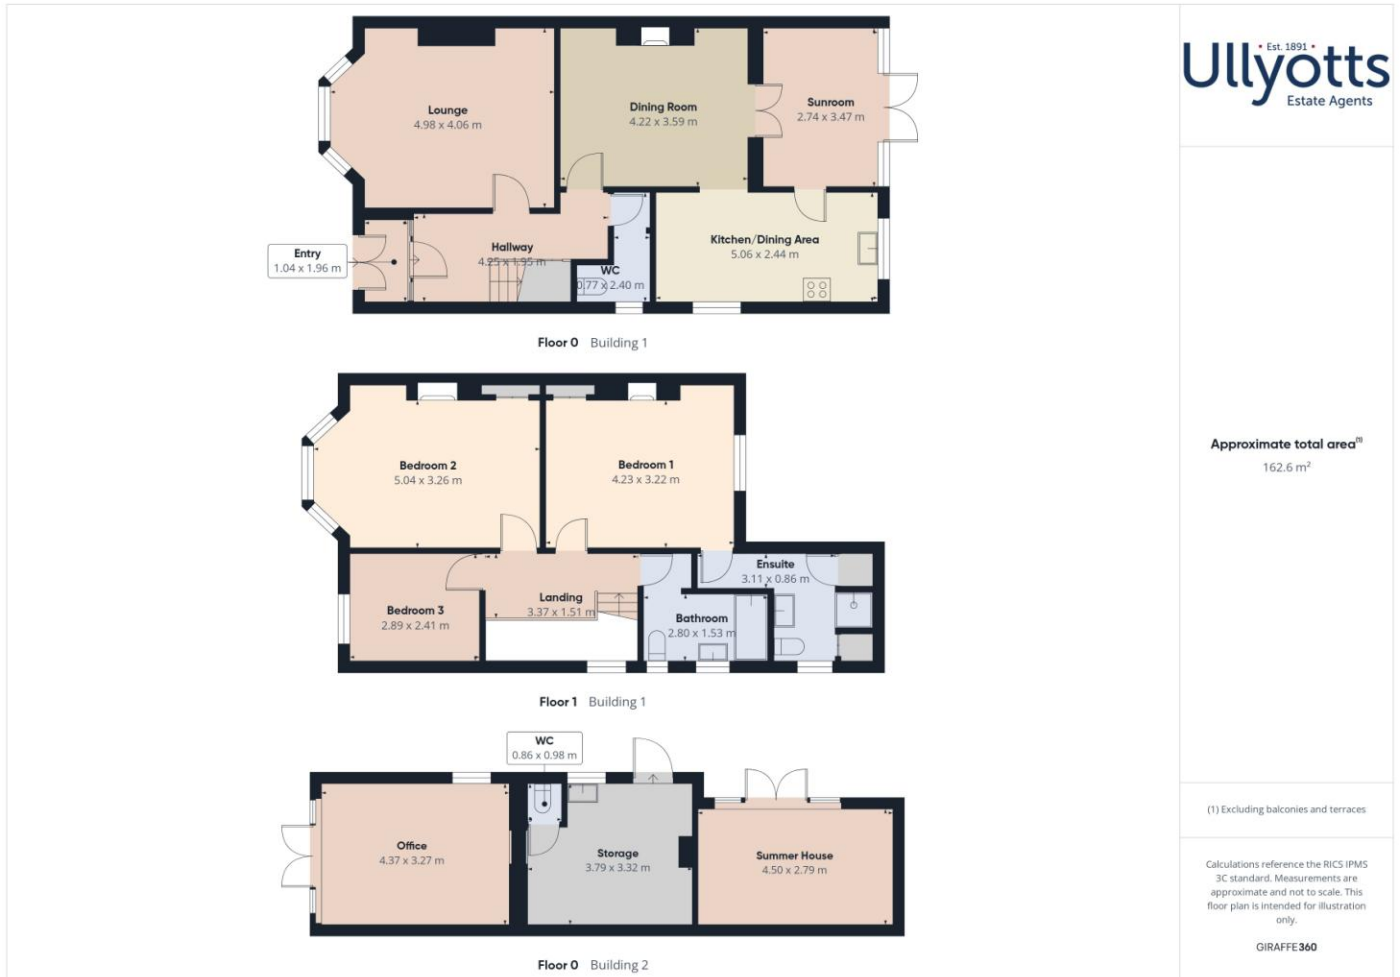 Lounge
4.98 x 4.06 m
Dining Room
4.22 x 3.59 m
Sunroom
2.74 x 3.47 m
Entry
1.04 x 1.96 m
Hallway
4.25 x 1.95 m
WC
0.77 x 2.40 m
Kitchen/Dining Area
5.06 x 2.44 m
Floor 0 Building 1
Bedroom 2
5.04 x 3.26 m
Bedroom 1
4.23 x 3.22 m
Bedroom 3
2.89 x 2.41 m
Landing
3.37 x 1.51 m
Bathroom
2.80 x 1.53 m
Ensuite
3.11 x 0.86 m
Floor 1 Building 1
WC
0.86 x 0.98 m
Office
4.37 x 3.27 m
Storage
3.79 x 3.32 m
Summer House
4.50 x 2.79 m
Floor 0 Building 2
• Est. 1891 •
Ullyotts
Estate Agents
Approximate total area(1)
162.6 m²
(1) Excluding balconies and terraces
Calculations reference the RICS IPMS
3C standard. Measurements are
approximate and not to scale. This
floor plan is intended for illustration
only.
GIRAFFE360